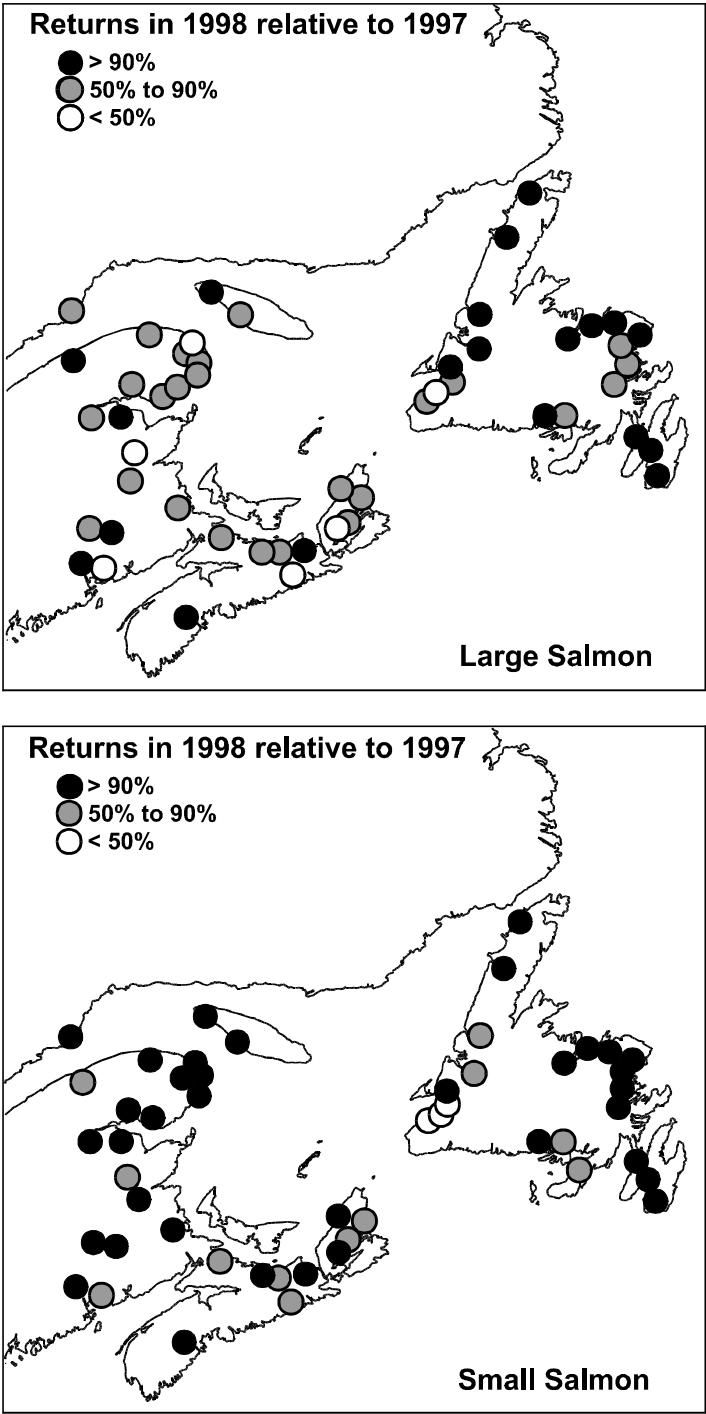 Returns in 1998 relative to 1997
> 90%
50% to 90%
< 50%
Large Salmon
Returns in 1998 relative to 1997
> 90%
50% to 90%
< 50%
Small Salmon